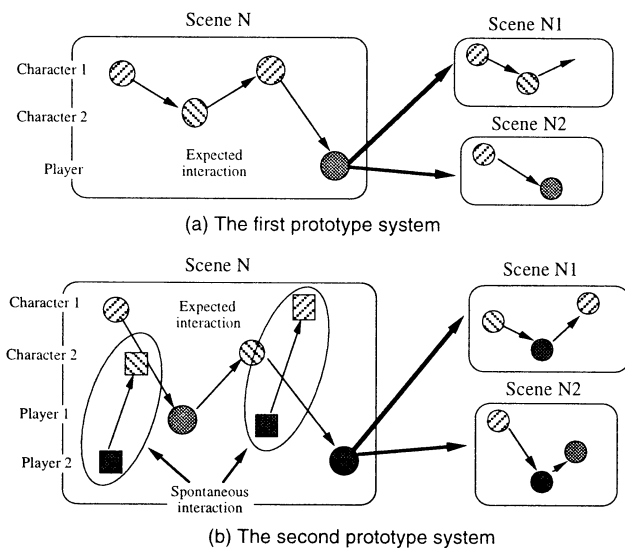 Scene N
Scene N1
Character 1
Character 2
Expected
interaction
Player
Scene N2
(a) The first prototype system
Scene N
Scene N1
Character 1
Expected
interaction
Character 2
Scene N2
Player 1
Player 2
Spontaneous
interaction
(b) The second prototype system